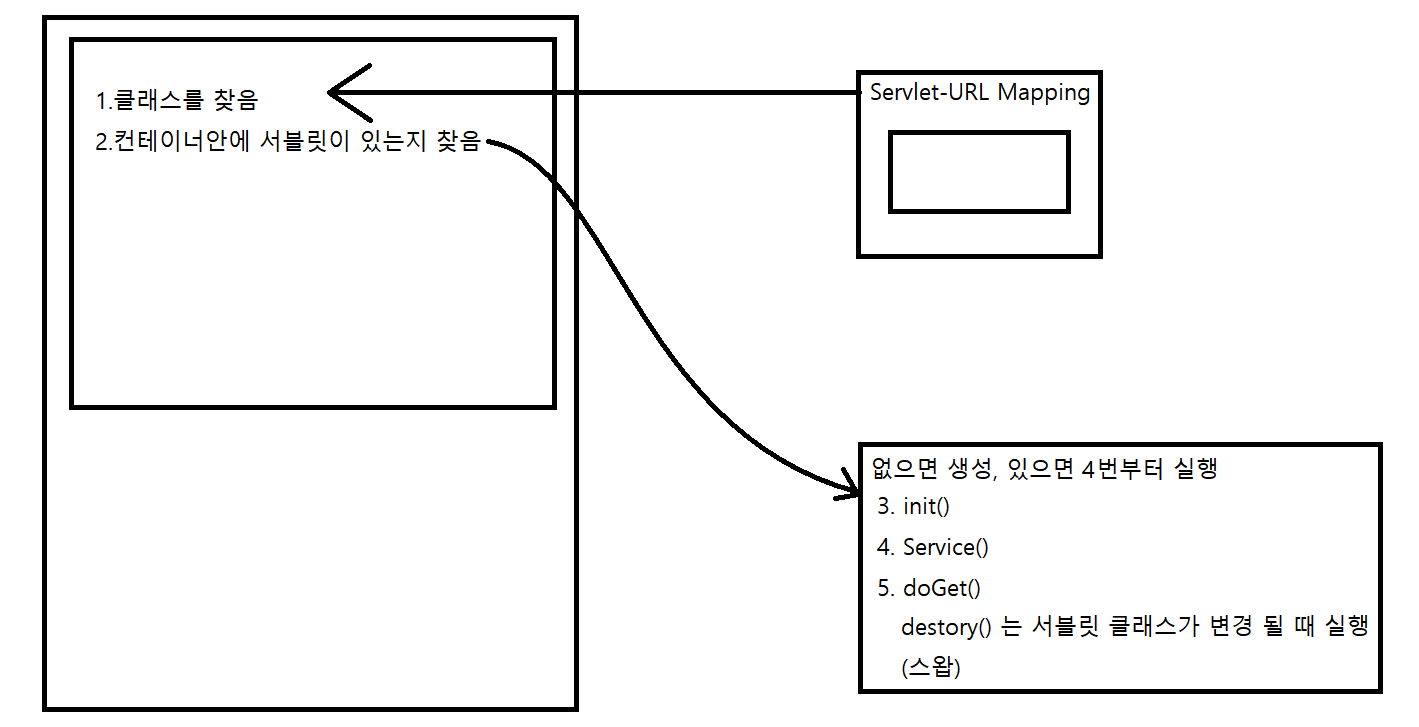 1.클래스를 찾음
2.컨테이너안에 서블릿이 있는지 찾음
Servlet-URL Mapping
없으면 생성, 있으면 4번부터 실행
3. init()
4. Service()
5. doGet()
destory() 는 서블릿 클래스가 변경 될 때 실행
(스왑)